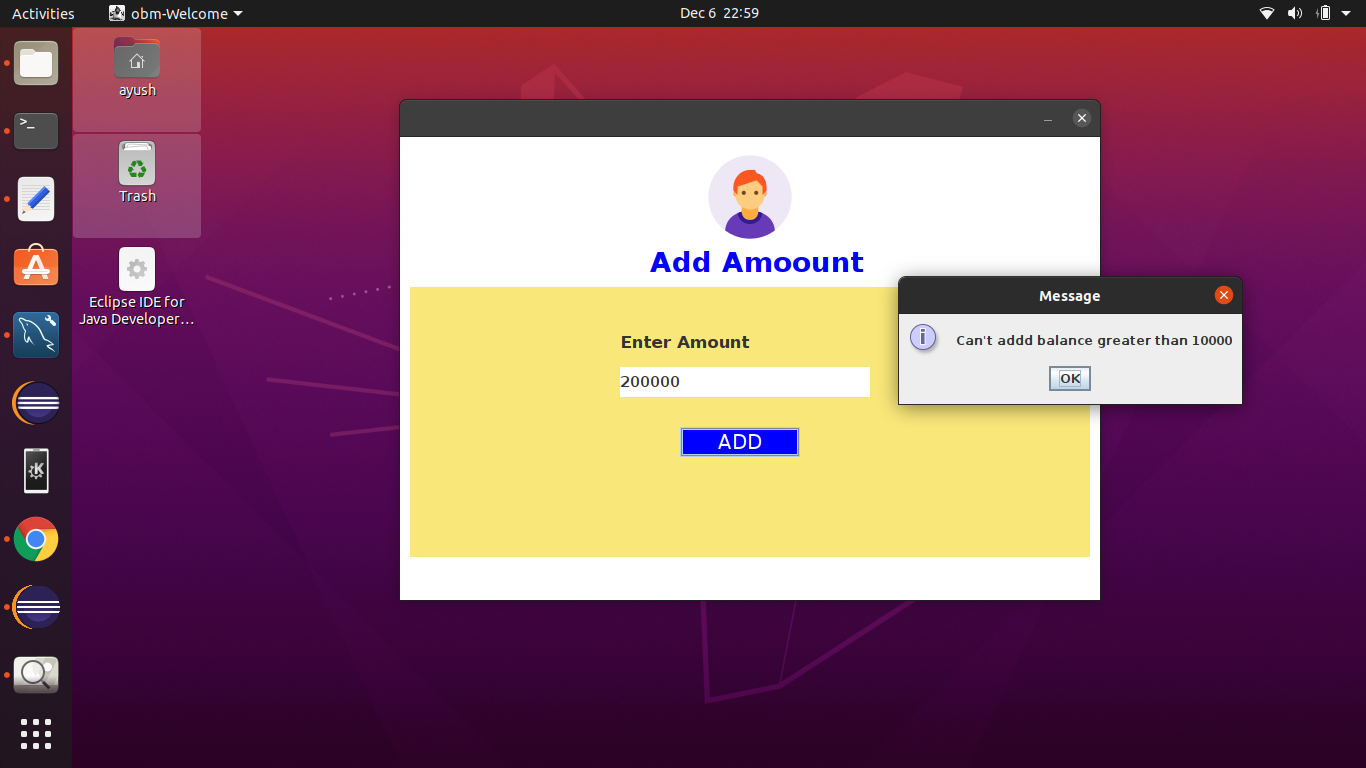 Activities
obm-Welcome
Dec 6 22:59
ayush
Trash
Eclipse IDE for
Java Developer…
>_
K
Add Amoount
Enter Amount
200000
ADD
Message
Can't addd balance greater than 10000
OK